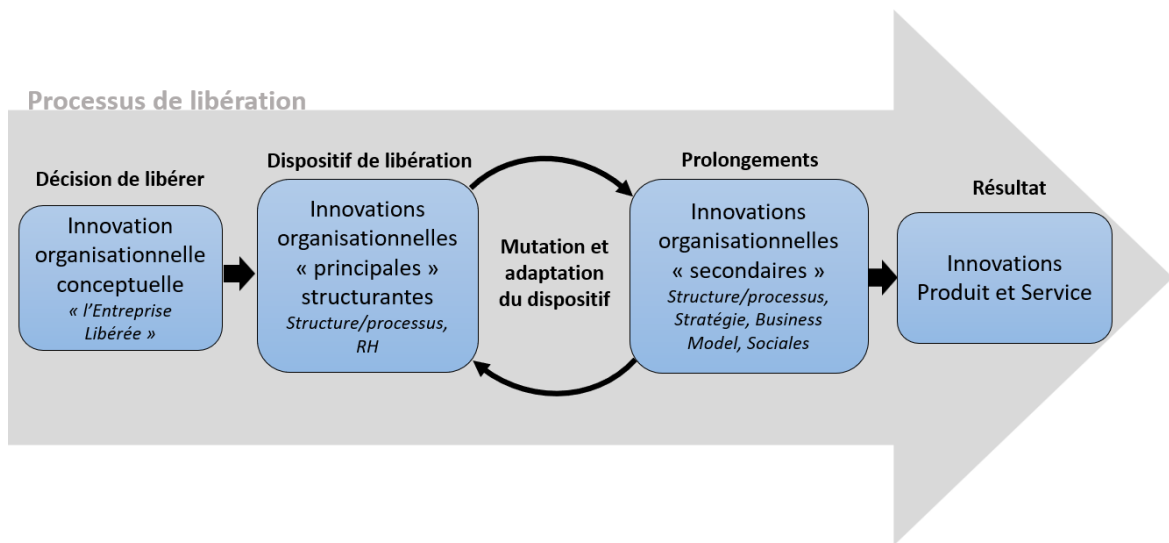 Processus de libération
Décision de libérer
Innovation
organisationnelle
conceptuelle
« l’Entreprise
Libérée »
Dispositif de libération
Innovations
organisationnelles
« principales »
structurantes
Structure/processus,
RH
Mutation et
adaptation
du dispositif
Prolongements
Innovations
organisationnelles
« secondaires »
Structure/processus,
Stratégie, Business
Model, Sociales
Résultat
Innovations
Produit et Service